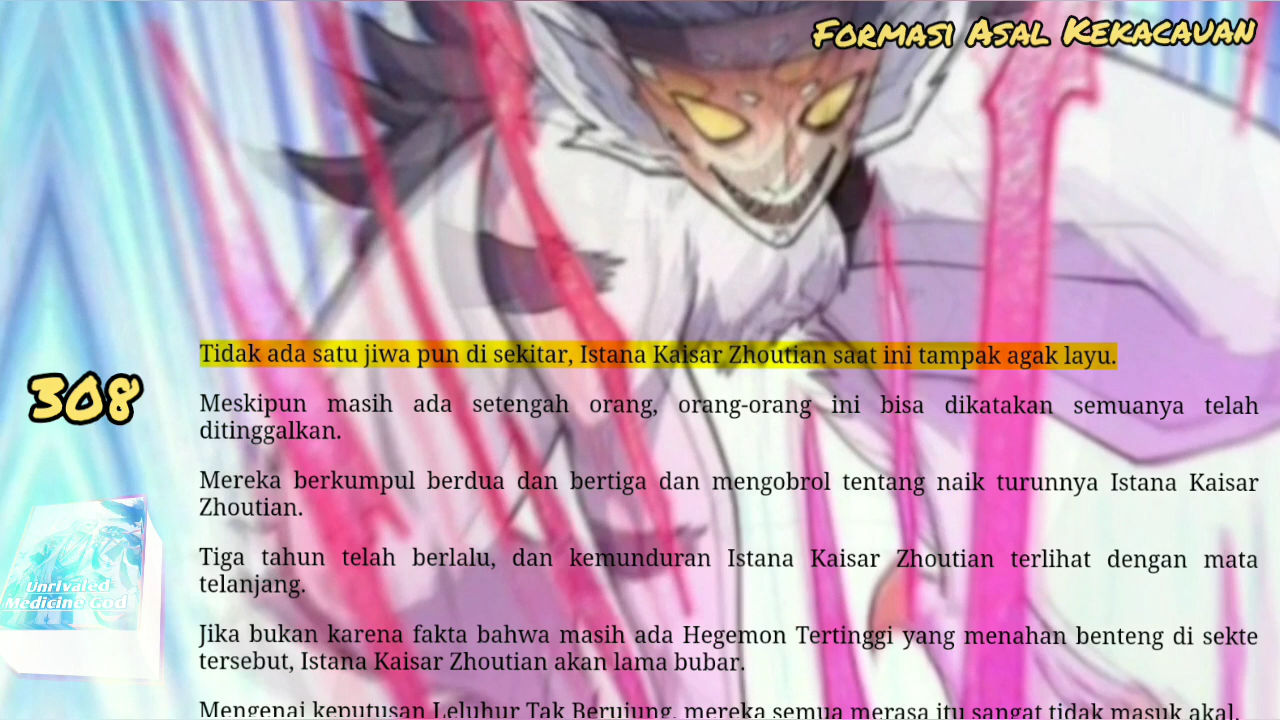 Formasi Asal Kekacauan
Tidak ada satu jiwa pun di sekitar, Istana Kaisar Zhoutian saat ini tampak agak layu.
Meskipun masih ada setengah orang, orang-orang ini bisa dikatakan semuanya telah
ditinggalkan.
308
Mereka berkumpul berdua dan bertiga dan mengobrol tentang naik turunnya Istana Kaisar
Zhoutian.
Tiga tahun telah berlalu, dan kemunduran Istana Kaisar Zhoutian terlihat dengan mata
telanjang.
Unrivaled
Medicine God
Jika bukan karena fakta bahwa masih ada Hegemon Tertinggi yang menahan benteng di sekte
tersebut, Istana Kaisar Zhoutian akan lama bubar.
Mengenai keputusan Leluhur Tak Berujung, mereka semua merasa itu sangat tidak masuk akal.